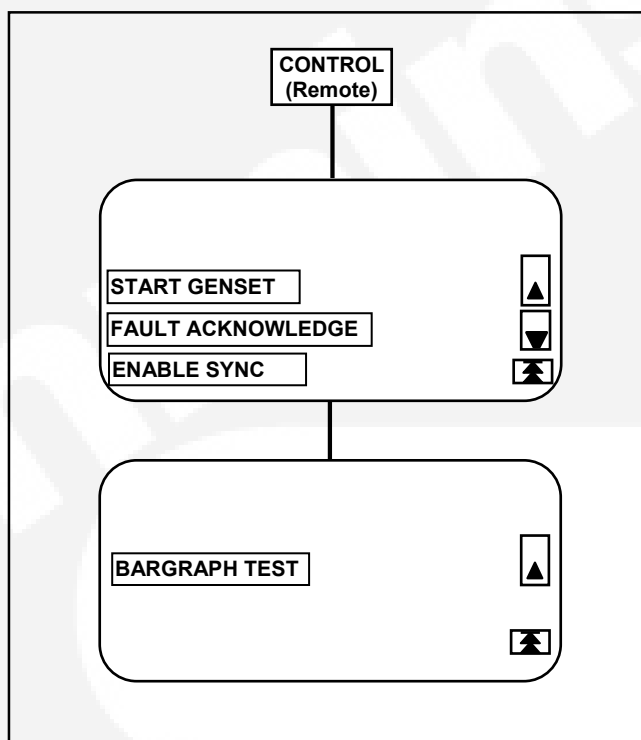 CONTROL
(Remote)
START GENSET
FAULT ACKNOWLEDGE
ENABLE SYNC
BARGRAPH TEST